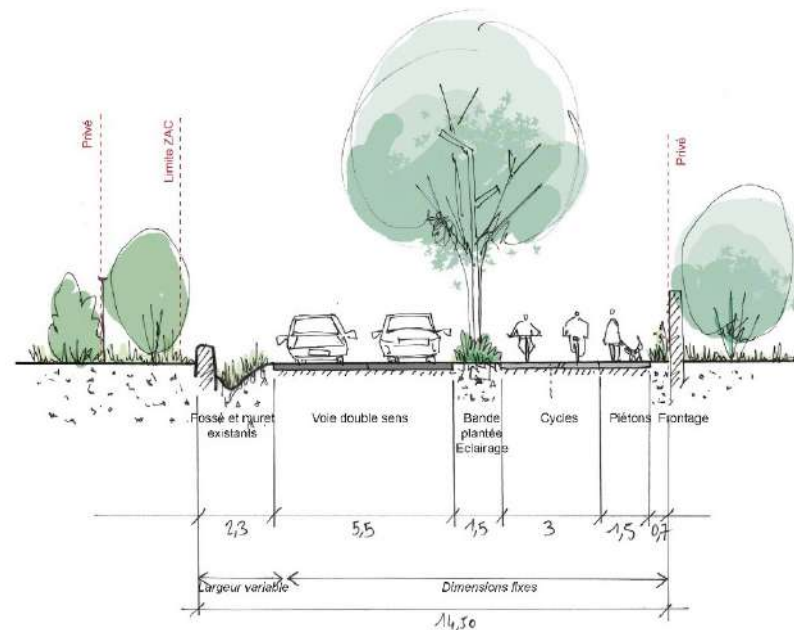 Privé
Limite ZAC
Privé
Fossé et muret
existants
Voie double sens
Bande
plantée
Eclairage
Cycles
Piétons
Frontage
2,3
5,5
1,5
3
1,5
0,7
Largeur variable
Dimensions fixes
14,50